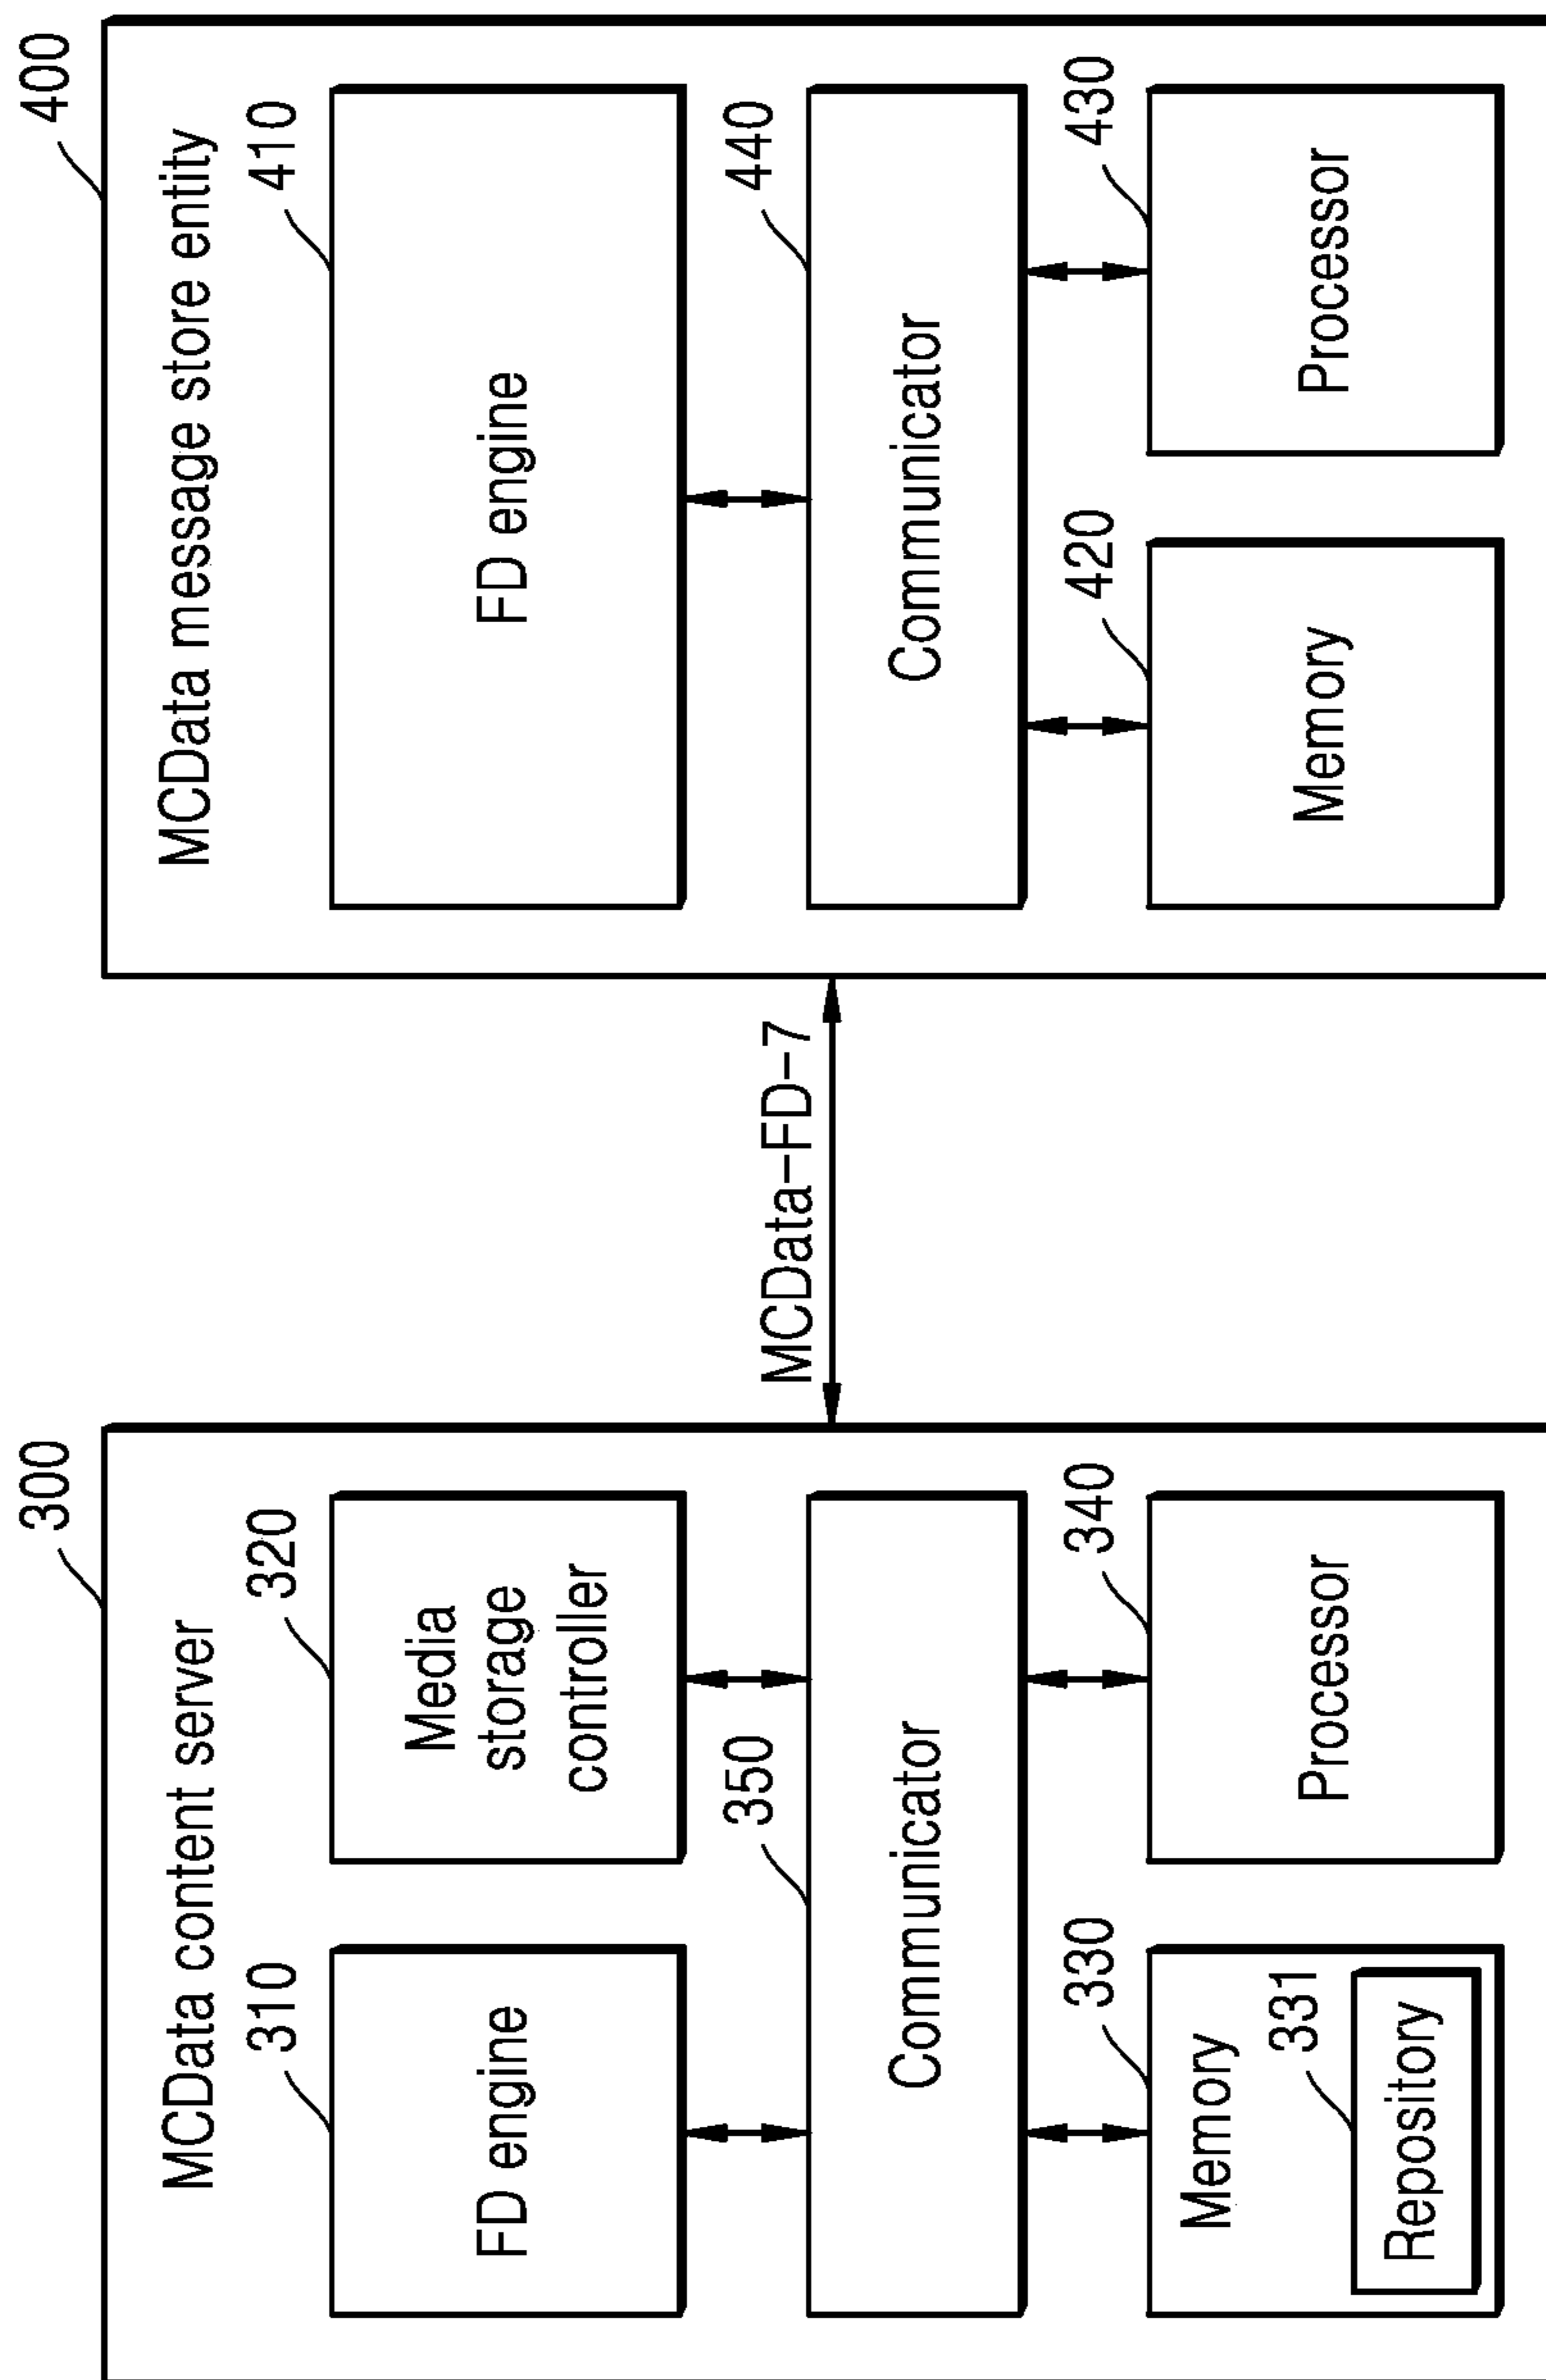 300
MCData content server
310
FD engine
320
Media
storage
controller
350
Communicator
330
Memory
331
Repository
340
Processor
MCData-FD-7
400
MCData message store entity
410
FD engine
440
Communicator
420
Memory
430
Processor